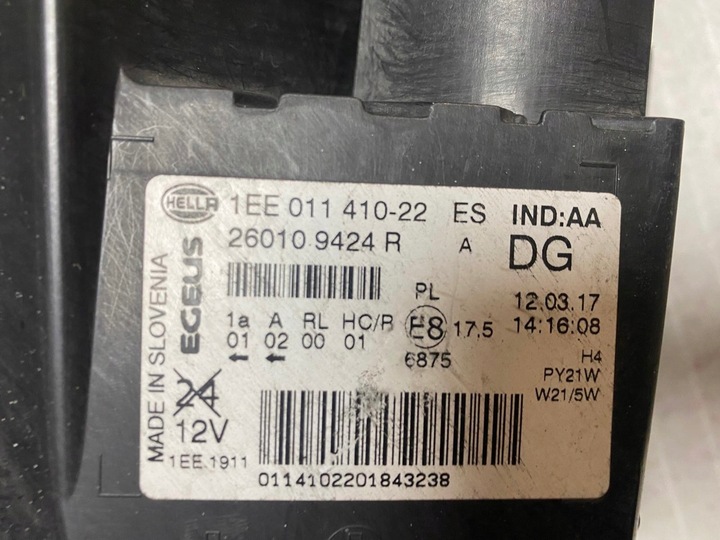 HELLA 1EE 011 410-22 ES IND:AA
26010 9424 R A DG
MADE IN SLOVENIA
EGELIS
PL 12.03.17
1a A RL HC/R E8 17,5 14:16:08
01 02 00 01
6875 H4
PY21W
W21/5W
24
12V
1EE.1911
0114102201843238